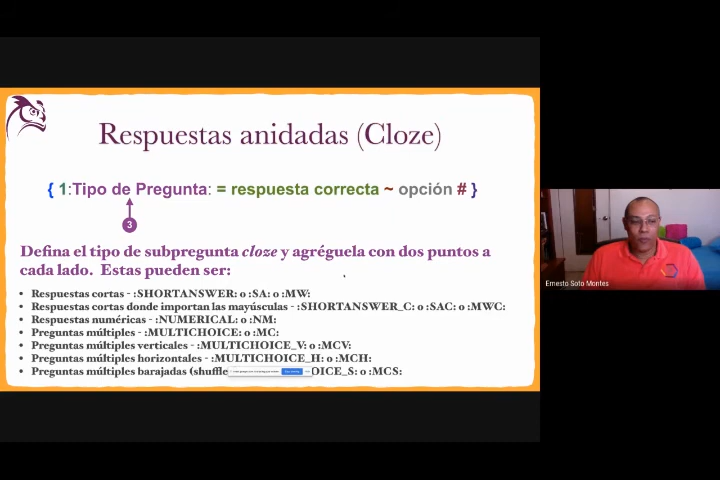 Respuestas anidadas (Cloze)
{ 1:Tipo de Pregunta: = respuesta correcta ~ opción # }
3
Defina el tipo de subpregunta cloze y agréguela con dos puntos a
cada lado. Estas pueden ser:
• Respuestas cortas - :SHORTANSWER: o :SA: o :MW:
• Respuestas cortas donde importan las mayúsculas - :SHORTANSWER_C: o :SAC: o :MWC:
• Respuestas numéricas - :NUMERICAL: o :NM:
• Preguntas múltiples - :MULTICHOICE: o :MC:
• Preguntas múltiples verticales - :MULTICHOICE_V: o :MCV:
• Preguntas múltiples horizontales - :MULTICHOICE_H: o :MCH:
• Preguntas múltiples barajadas (shuffle OICE_S: o :MCS:
Ernesto Soto Montes